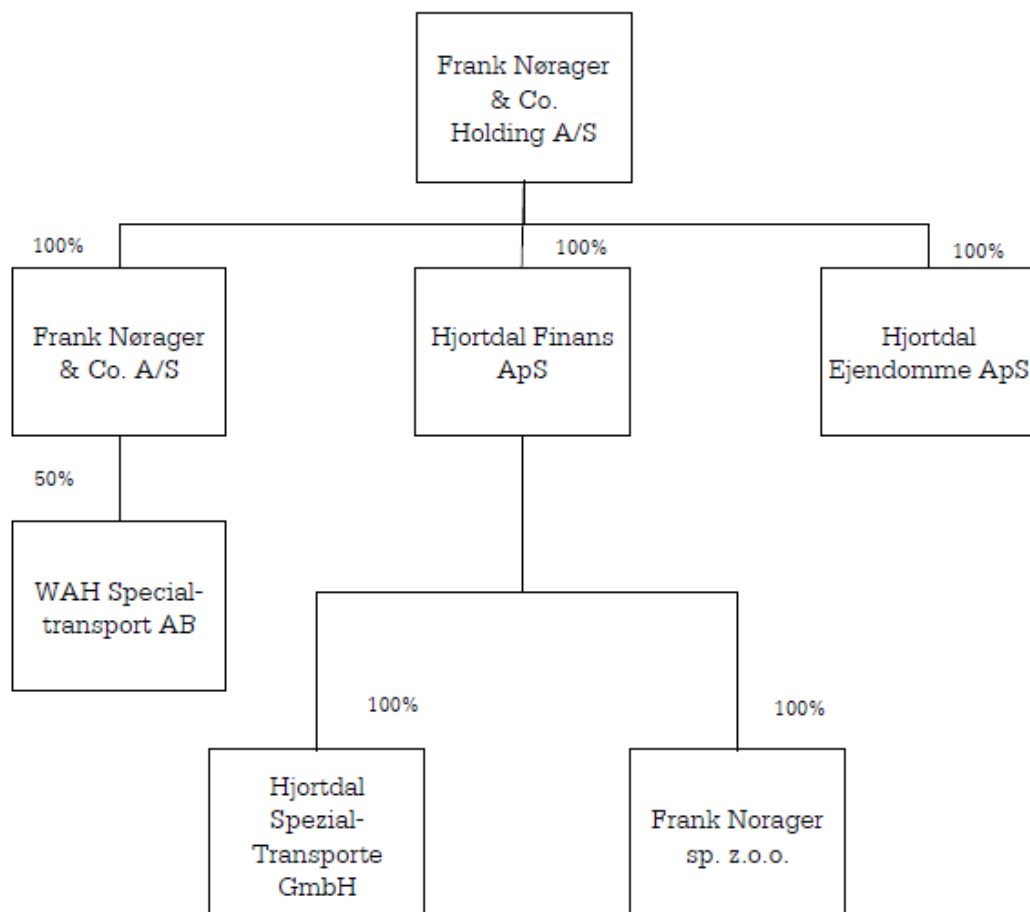 Frank Nørager
& Co.
Holding A/S
100%
100%
100%
Frank Nørager
& Co. A/S
Hjortdal Finans
ApS
Hjortdal
Ejendomme ApS
50%
WAH Special-
transport AB
100%
100%
Hjortdal
Spezial-
Transporte
GmbH
Frank Norager
sp. z.o.o.